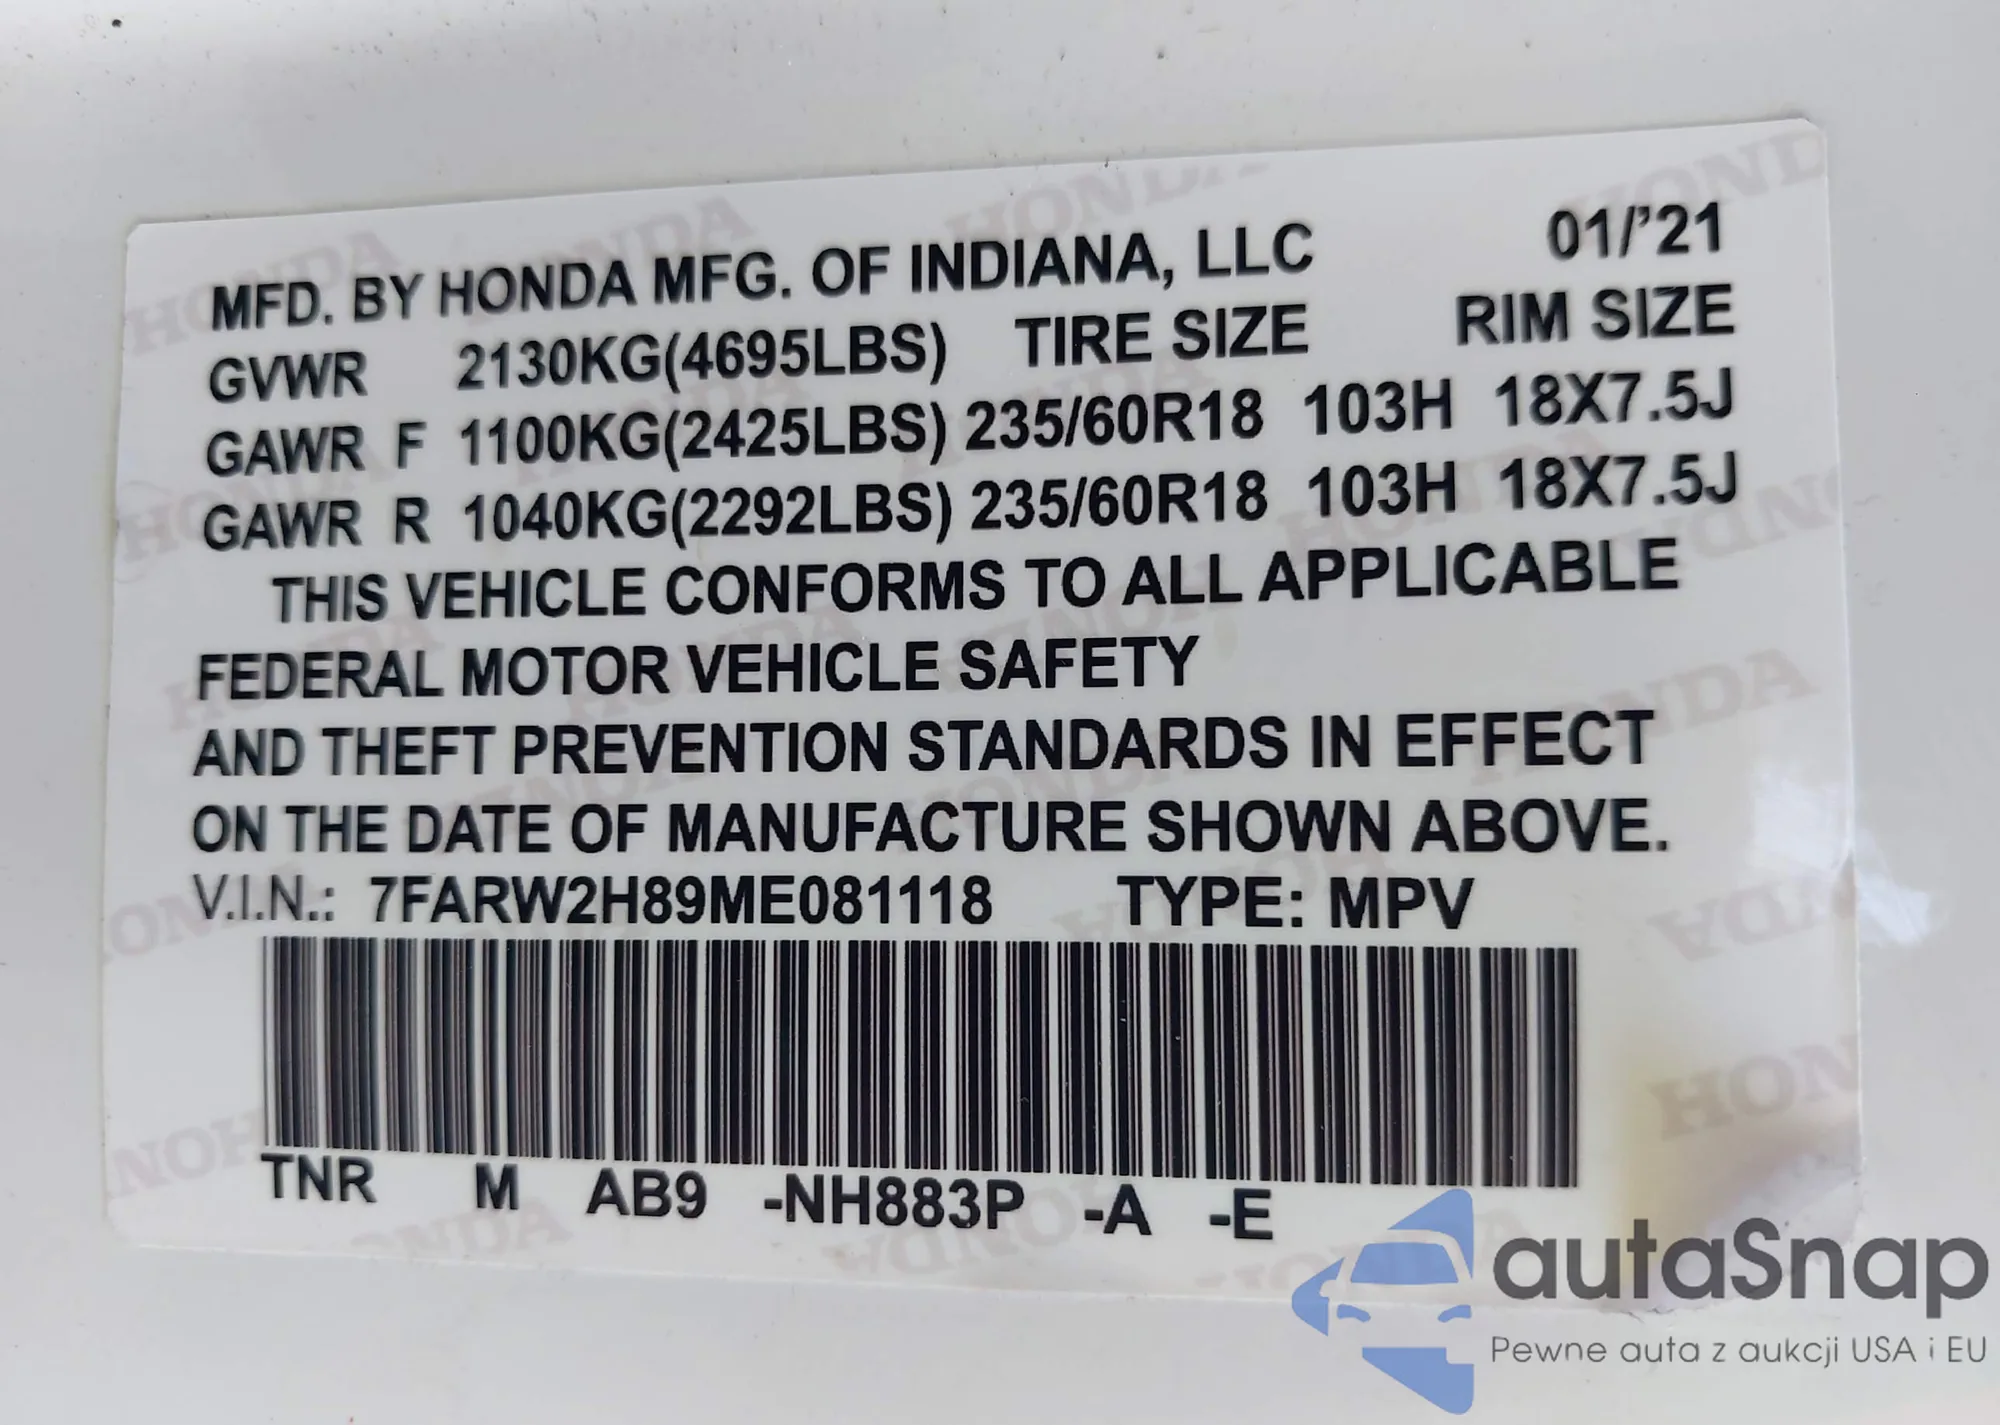 MFD. BY HONDA MFG. OF INDIANA, LLC 01/'21
GVWR 2130KG(4695LBS) TIRE SIZE RIM SIZE
GAWR F 1100KG(2425LBS) 235/60R18 103H 18X7.5J
GAWR R 1040KG(2292LBS) 235/60R18 103H 18X7.5J
THIS VEHICLE CONFORMS TO ALL APPLICABLE
FEDERAL MOTOR VEHICLE SAFETY
AND THEFT PREVENTION STANDARDS IN EFFECT
ON THE DATE OF MANUFACTURE SHOWN ABOVE.
V.I.N.: 7FARW2H89ME081118 TYPE: MPV
TNR M AB9 -NH883P -A -E
autaSnap
Pewne auta z aukcji USA i EU